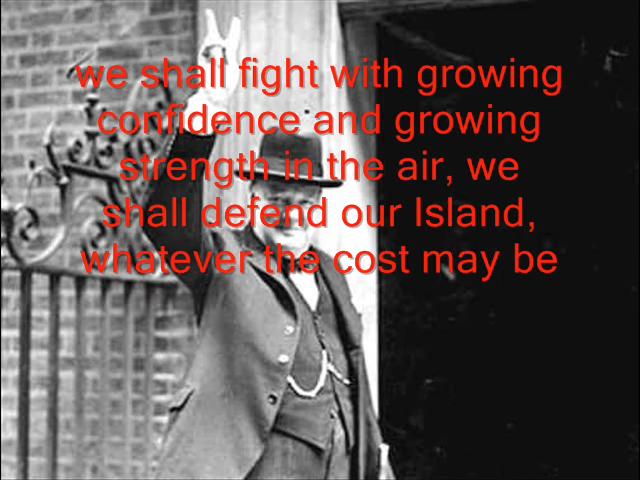 we shall fight with growing
confidence and growing
strength in the air, we
shall defend our Island,
whatever the cost may be